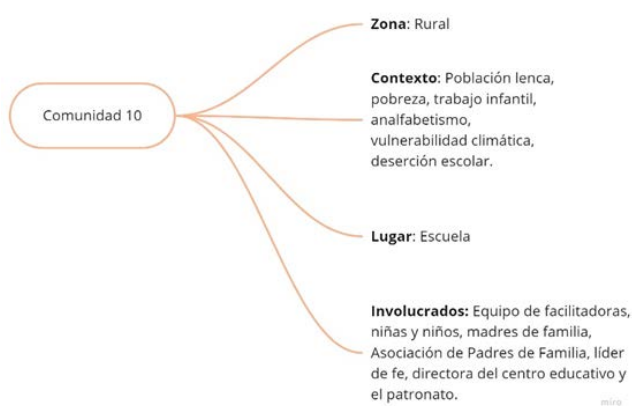 Comunidad 10
Zona: Rural
Contexto: Población lenca,
pobreza, trabajo infantil,
analfabetismo,
vulnerabilidad climática,
deserción escolar.
Lugar: Escuela
Involucrados: Equipo de facilitadoras,
niñas y niños, madres de familia,
Asociación de Padres de Familia, líder
de fe, directora del centro educativo y
el patronato.
miro